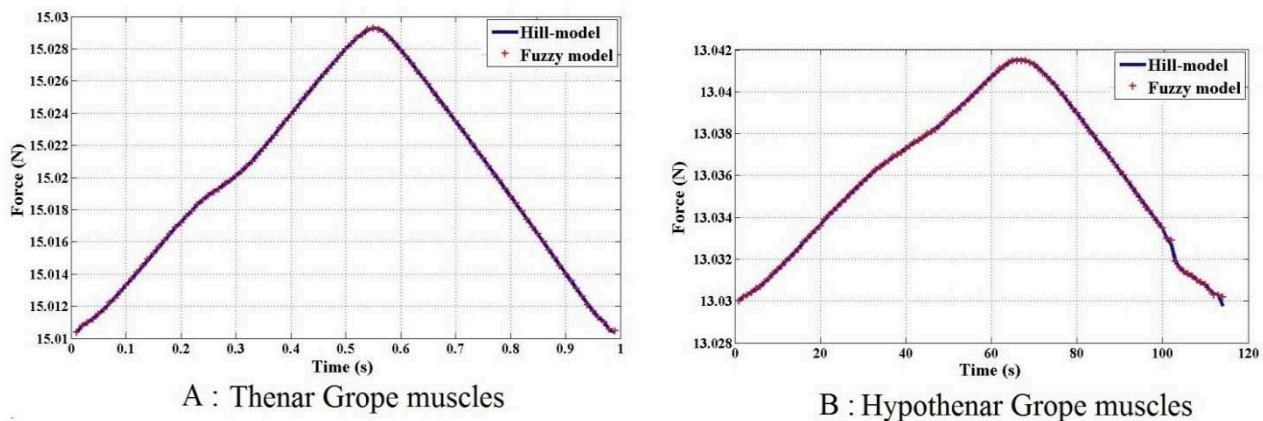 15.03
15.028
15.026
15.024
15.022
15.02
15.018
15.016
15.014
15.012
15.01
Force (N)
Hill-model
Fuzzy model
0 0.1 0.2 0.3 0.4 0.5 0.6 0.7 0.8 0.9 1
Time (s)
A : Thenar Grope muscles
13.042
13.04
13.038
13.036
13.034
13.032
13.03
13.028
Force (N)
Hill-model
Fuzzy model
0 20 40 60 80 100 120
Time (s)
B : Hypothenar Grope muscles